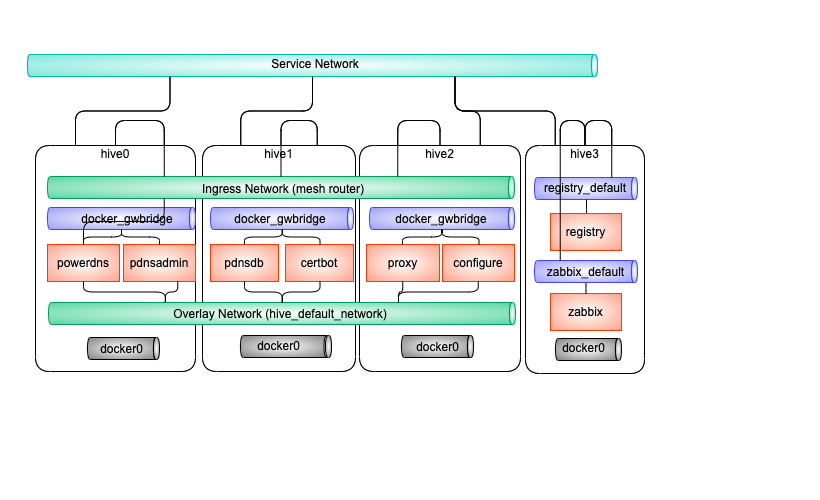 Service Network
hive0
hive1
hive2
hive3
Ingress Network (mesh router)
registry_default
docker_gwbridge
docker_gwbridge
docker_gwbridge
registry
powerdns
pdnsadmin
pdnsdb
certbot
proxy
configure
zabbix_default
Overlay Network (hive_default_network)
zabbix
docker0
docker0
docker0
docker0